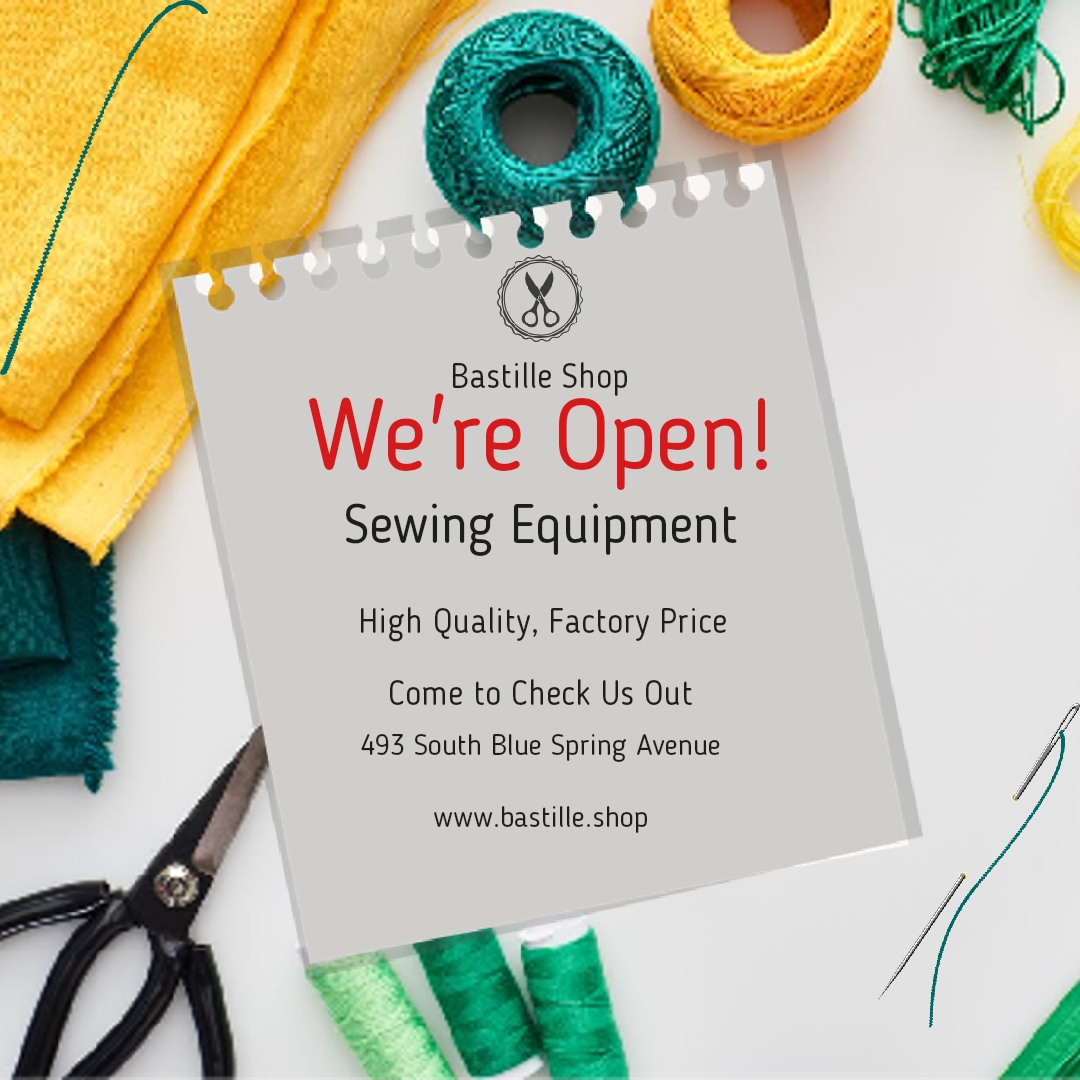 Bastille Shop
We're Open!
Sewing Equipment
High Quality, Factory Price
Come to Check Us Out
493 South Blue Spring Avenue
www.bastille.shop